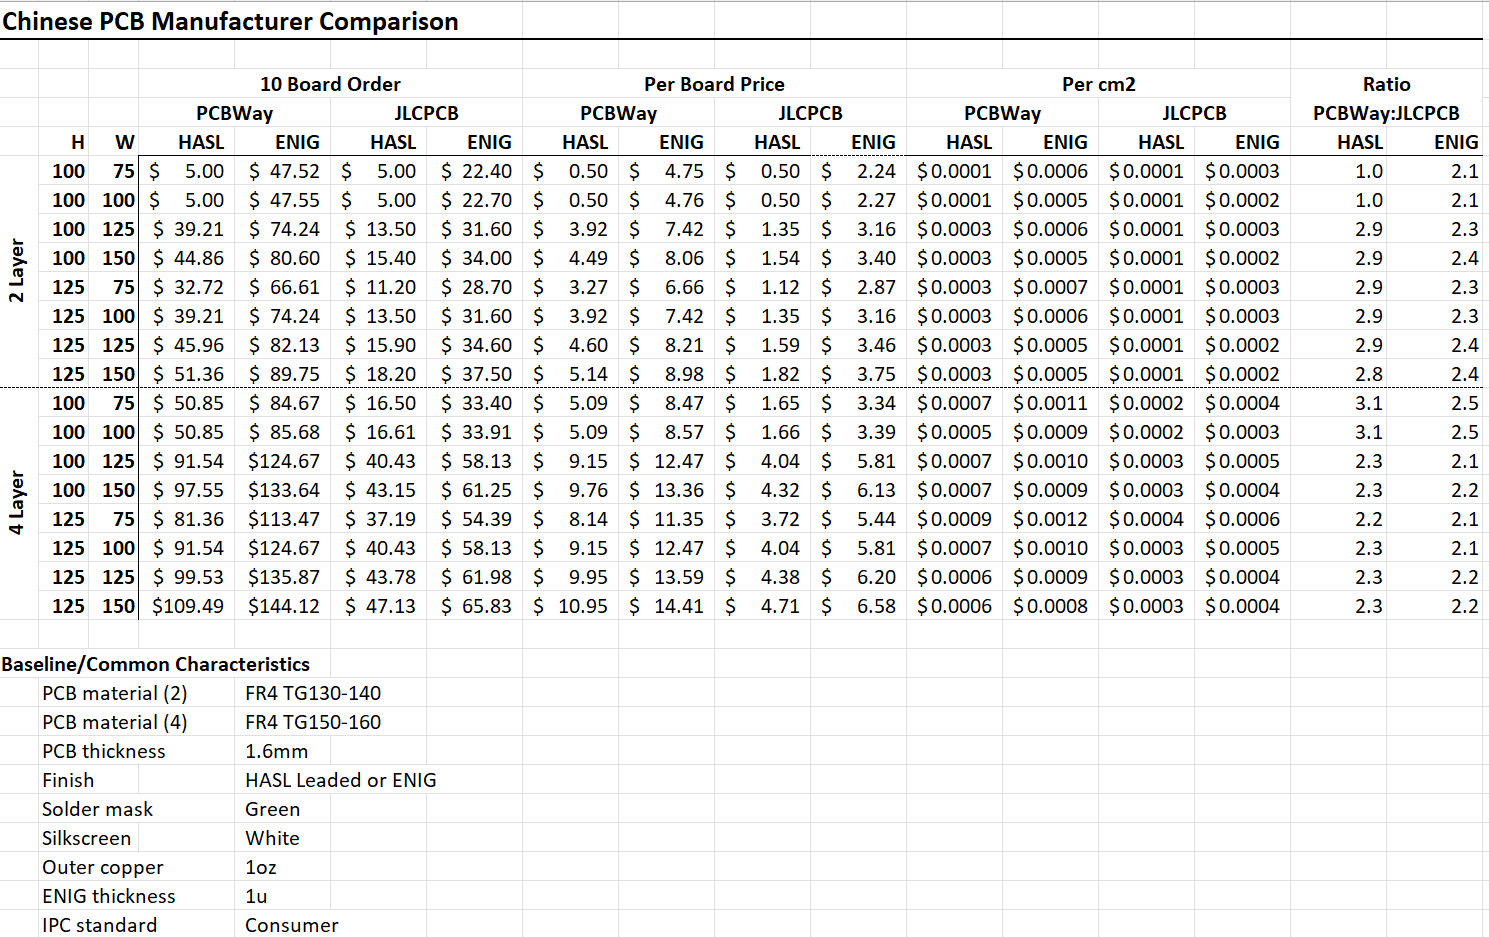 Chinese PCB Manufacturer Comparison
10 Board Order Per Board Price Per cm2 Ratio
PCBWay JLCPCB PCBWay JLCPCB PCBWay JLCPCB PCBWay:JLCPCB
H W HASL ENIG HASL ENIG HASL ENIG HASL ENIG HASL ENIG HASL ENIG HASL ENIG
2 Layer
100 75 $ 5.00 $ 47.52 $ 5.00 $ 22.40 $ 0.50 $ 4.75 $ 0.50 $ 2.24 $0.0001 $0.0006 $0.0001 $0.0003 1.0 2.1
100 100 $ 5.00 $ 47.55 $ 5.00 $ 22.70 $ 0.50 $ 4.76 $ 0.50 $ 2.27 $0.0001 $0.0005 $0.0001 $0.0002 1.0 2.1
100 125 $ 39.21 $ 74.24 $ 13.50 $ 31.60 $ 3.92 $ 7.42 $ 1.35 $ 3.16 $0.0003 $0.0006 $0.0001 $0.0003 2.9 2.3
100 150 $ 44.86 $ 80.60 $ 15.40 $ 34.00 $ 4.49 $ 8.06 $ 1.54 $ 3.40 $0.0003 $0.0005 $0.0001 $0.0002 2.9 2.4
125 75 $ 32.72 $ 66.61 $ 11.20 $ 28.70 $ 3.27 $ 6.66 $ 1.12 $ 2.87 $0.0003 $0.0007 $0.0001 $0.0003 2.9 2.3
125 100 $ 39.21 $ 74.24 $ 13.50 $ 31.60 $ 3.92 $ 7.42 $ 1.35 $ 3.16 $0.0003 $0.0006 $0.0001 $0.0003 2.9 2.3
125 125 $ 45.96 $ 82.13 $ 15.90 $ 34.60 $ 4.60 $ 8.21 $ 1.59 $ 3.46 $0.0003 $0.0005 $0.0001 $0.0002 2.9 2.4
125 150 $ 51.36 $ 89.75 $ 18.20 $ 37.50 $ 5.14 $ 8.98 $ 1.82 $ 3.75 $0.0003 $0.0005 $0.0001 $0.0002 2.8 2.4
4 Layer
100 75 $ 50.85 $ 84.67 $ 16.50 $ 33.40 $ 5.09 $ 8.47 $ 1.65 $ 3.34 $0.0007 $0.0011 $0.0002 $0.0004 3.1 2.5
100 100 $ 50.85 $ 85.68 $ 16.61 $ 33.91 $ 5.09 $ 8.57 $ 1.66 $ 3.39 $0.0005 $0.0009 $0.0002 $0.0003 3.1 2.5
100 125 $ 91.54 $124.67 $ 40.43 $ 58.13 $ 9.15 $ 12.47 $ 4.04 $ 5.81 $0.0007 $0.0010 $0.0003 $0.0005 2.3 2.1
100 150 $ 97.55 $133.64 $ 43.15 $ 61.25 $ 9.76 $ 13.36 $ 4.32 $ 6.13 $0.0007 $0.0009 $0.0003 $0.0004 2.3 2.2
125 75 $ 81.36 $113.47 $ 37.19 $ 54.39 $ 8.14 $ 11.35 $ 3.72 $ 5.44 $0.0009 $0.0012 $0.0004 $0.0006 2.2 2.1
125 100 $ 91.54 $124.67 $ 40.43 $ 58.13 $ 9.15 $ 12.47 $ 4.04 $ 5.81 $0.0007 $0.0010 $0.0003 $0.0005 2.3 2.1
125 125 $ 99.53 $135.87 $ 43.78 $ 61.98 $ 9.95 $ 13.59 $ 4.38 $ 6.20 $0.0006 $0.0009 $0.0003 $0.0004 2.3 2.2
125 150 $109.49 $144.12 $ 47.13 $ 65.83 $ 10.95 $ 14.41 $ 4.71 $ 6.58 $0.0006 $0.0008 $0.0003 $0.0004 2.3 2.2
Baseline/Common Characteristics
PCB material (2) FR4 TG130-140
PCB material (4) FR4 TG150-160
PCB thickness 1.6mm
Finish HASL Leaded or ENIG
Solder mask Green
Silkscreen White
Outer copper 1oz
ENIG thickness 1u
IPC standard Consumer